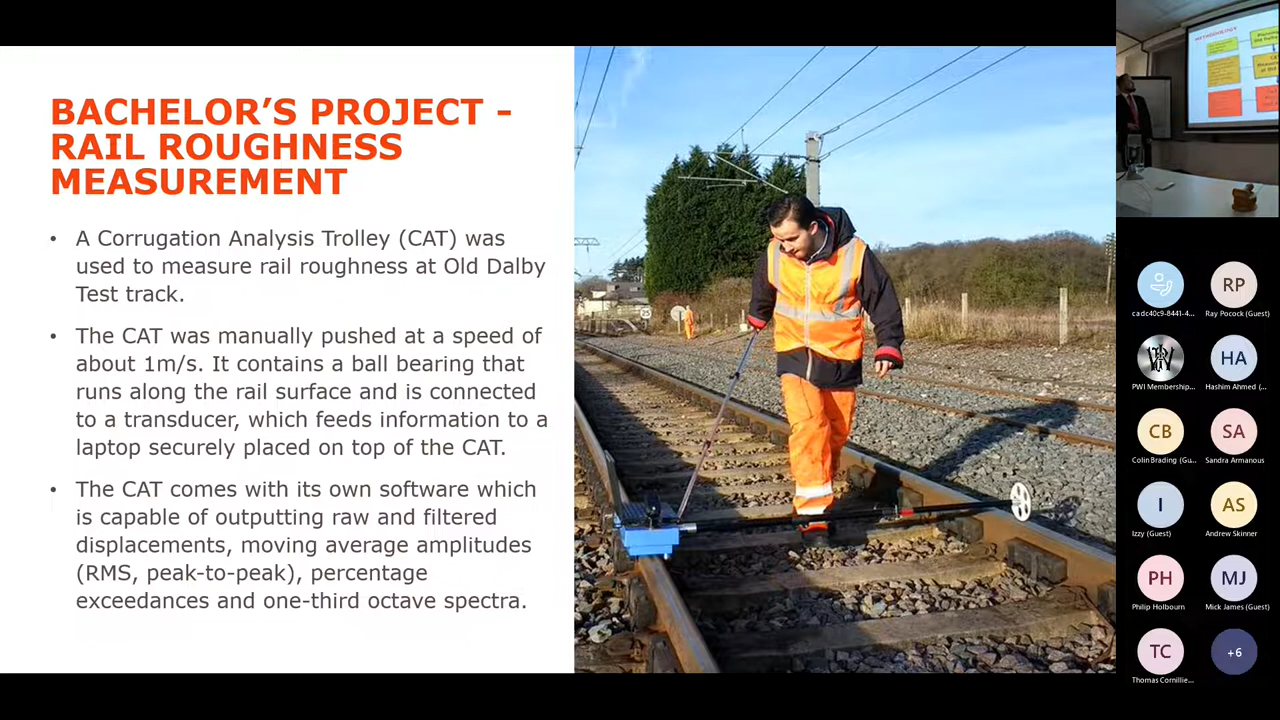 BACHELOR'S PROJECT -
RAIL ROUGHNESS
MEASUREMENT
• A Corrugation Analysis Trolley (CAT) was
used to measure rail roughness at Old Dalby
Test track.
• The CAT was manually pushed at a speed of
about 1m/s. It contains a ball bearing that
runs along the rail surface and is connected
to a transducer, which feeds information to a
laptop securely placed on top of the CAT.
• The CAT comes with its own software which
is capable of outputting raw and filtered
displacements, moving average amplitudes
(RMS, peak-to-peak), percentage
exceedances and one-third octave spectra.
METHODOLOGY
cadc40c9-8441-4...
RP
Ray Pocock (Guest)
PWI Membership...
HA
Hashim Ahmed (...
CB
Colin Brading (Gu...
SA
Sandra Armanous
I
Izzy (Guest)
AS
Andrew Skinner
PH
Philip Holbourn
MJ
Mick James (Guest)
TC
Thomas Cornillie...
+6